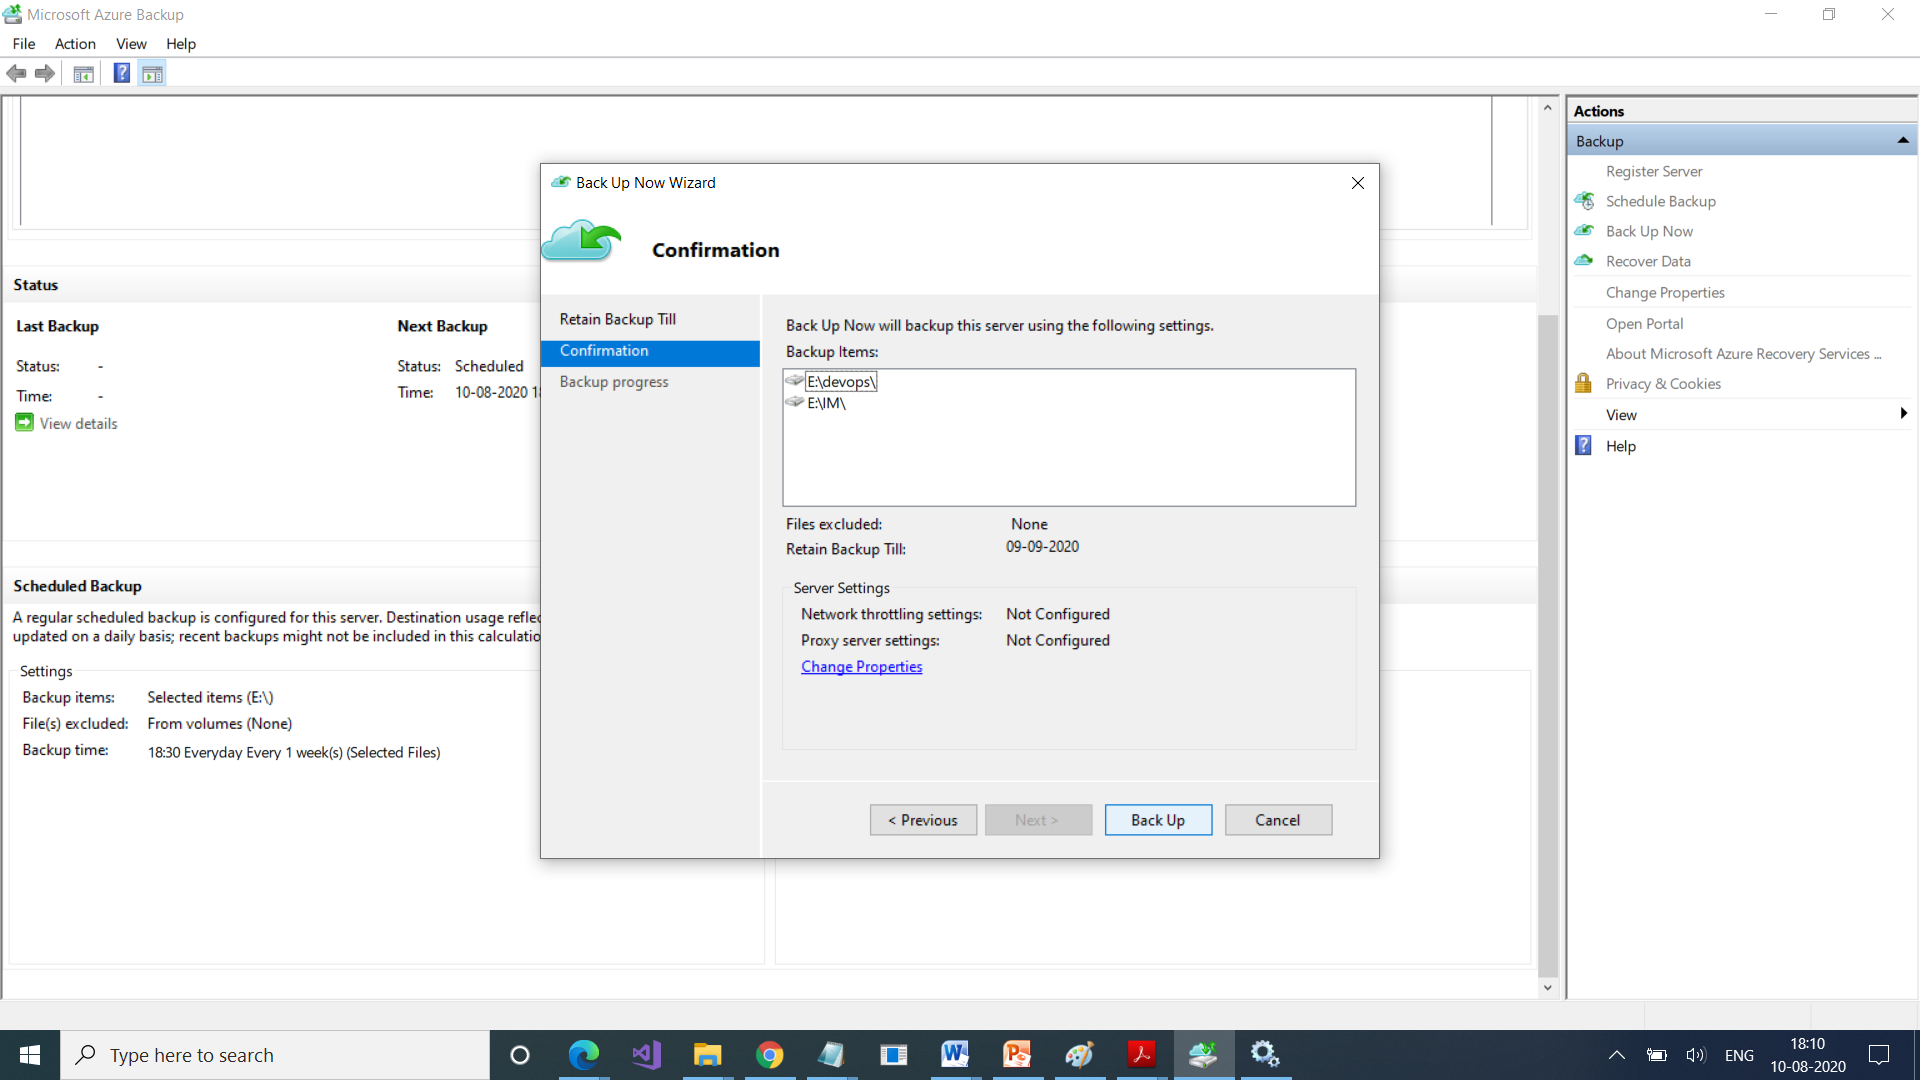 Microsoft Azure Backup
File Action View Help
Actions
Backup
Register Server
Schedule Backup
Back Up Now
Recover Data
Change Properties
Open Portal
About Microsoft Azure Recovery Services ...
Privacy & Cookies
View
Help
Status
Last Backup
Status: -
Time: -
View details
Next Backup
Status: Scheduled
Time: 10-08-2020
Scheduled Backup
A regular scheduled backup is configured for this server. Destination usage
updated on a daily basis; recent backups might not be included in this
Settings
Backup items: Selected items (E:\)
File(s) excluded: From volumes (None)
Backup time: 18:30 Everyday Every 1 week(s) (Selected Files)
Back Up Now Wizard
Confirmation
Retain Backup Till
Confirmation
Backup progress
Back Up Now will backup this server using the following settings.
Backup Items:
E:\devops\
E:\IM\
Files excluded: None
Retain Backup Till: 09-09-2020
Server Settings
Network throttling settings: Not Configured
Proxy server settings: Not Configured
Change Properties
< Previous Next > Back Up Cancel
Type here to search
ENG
18:10
10-08-2020